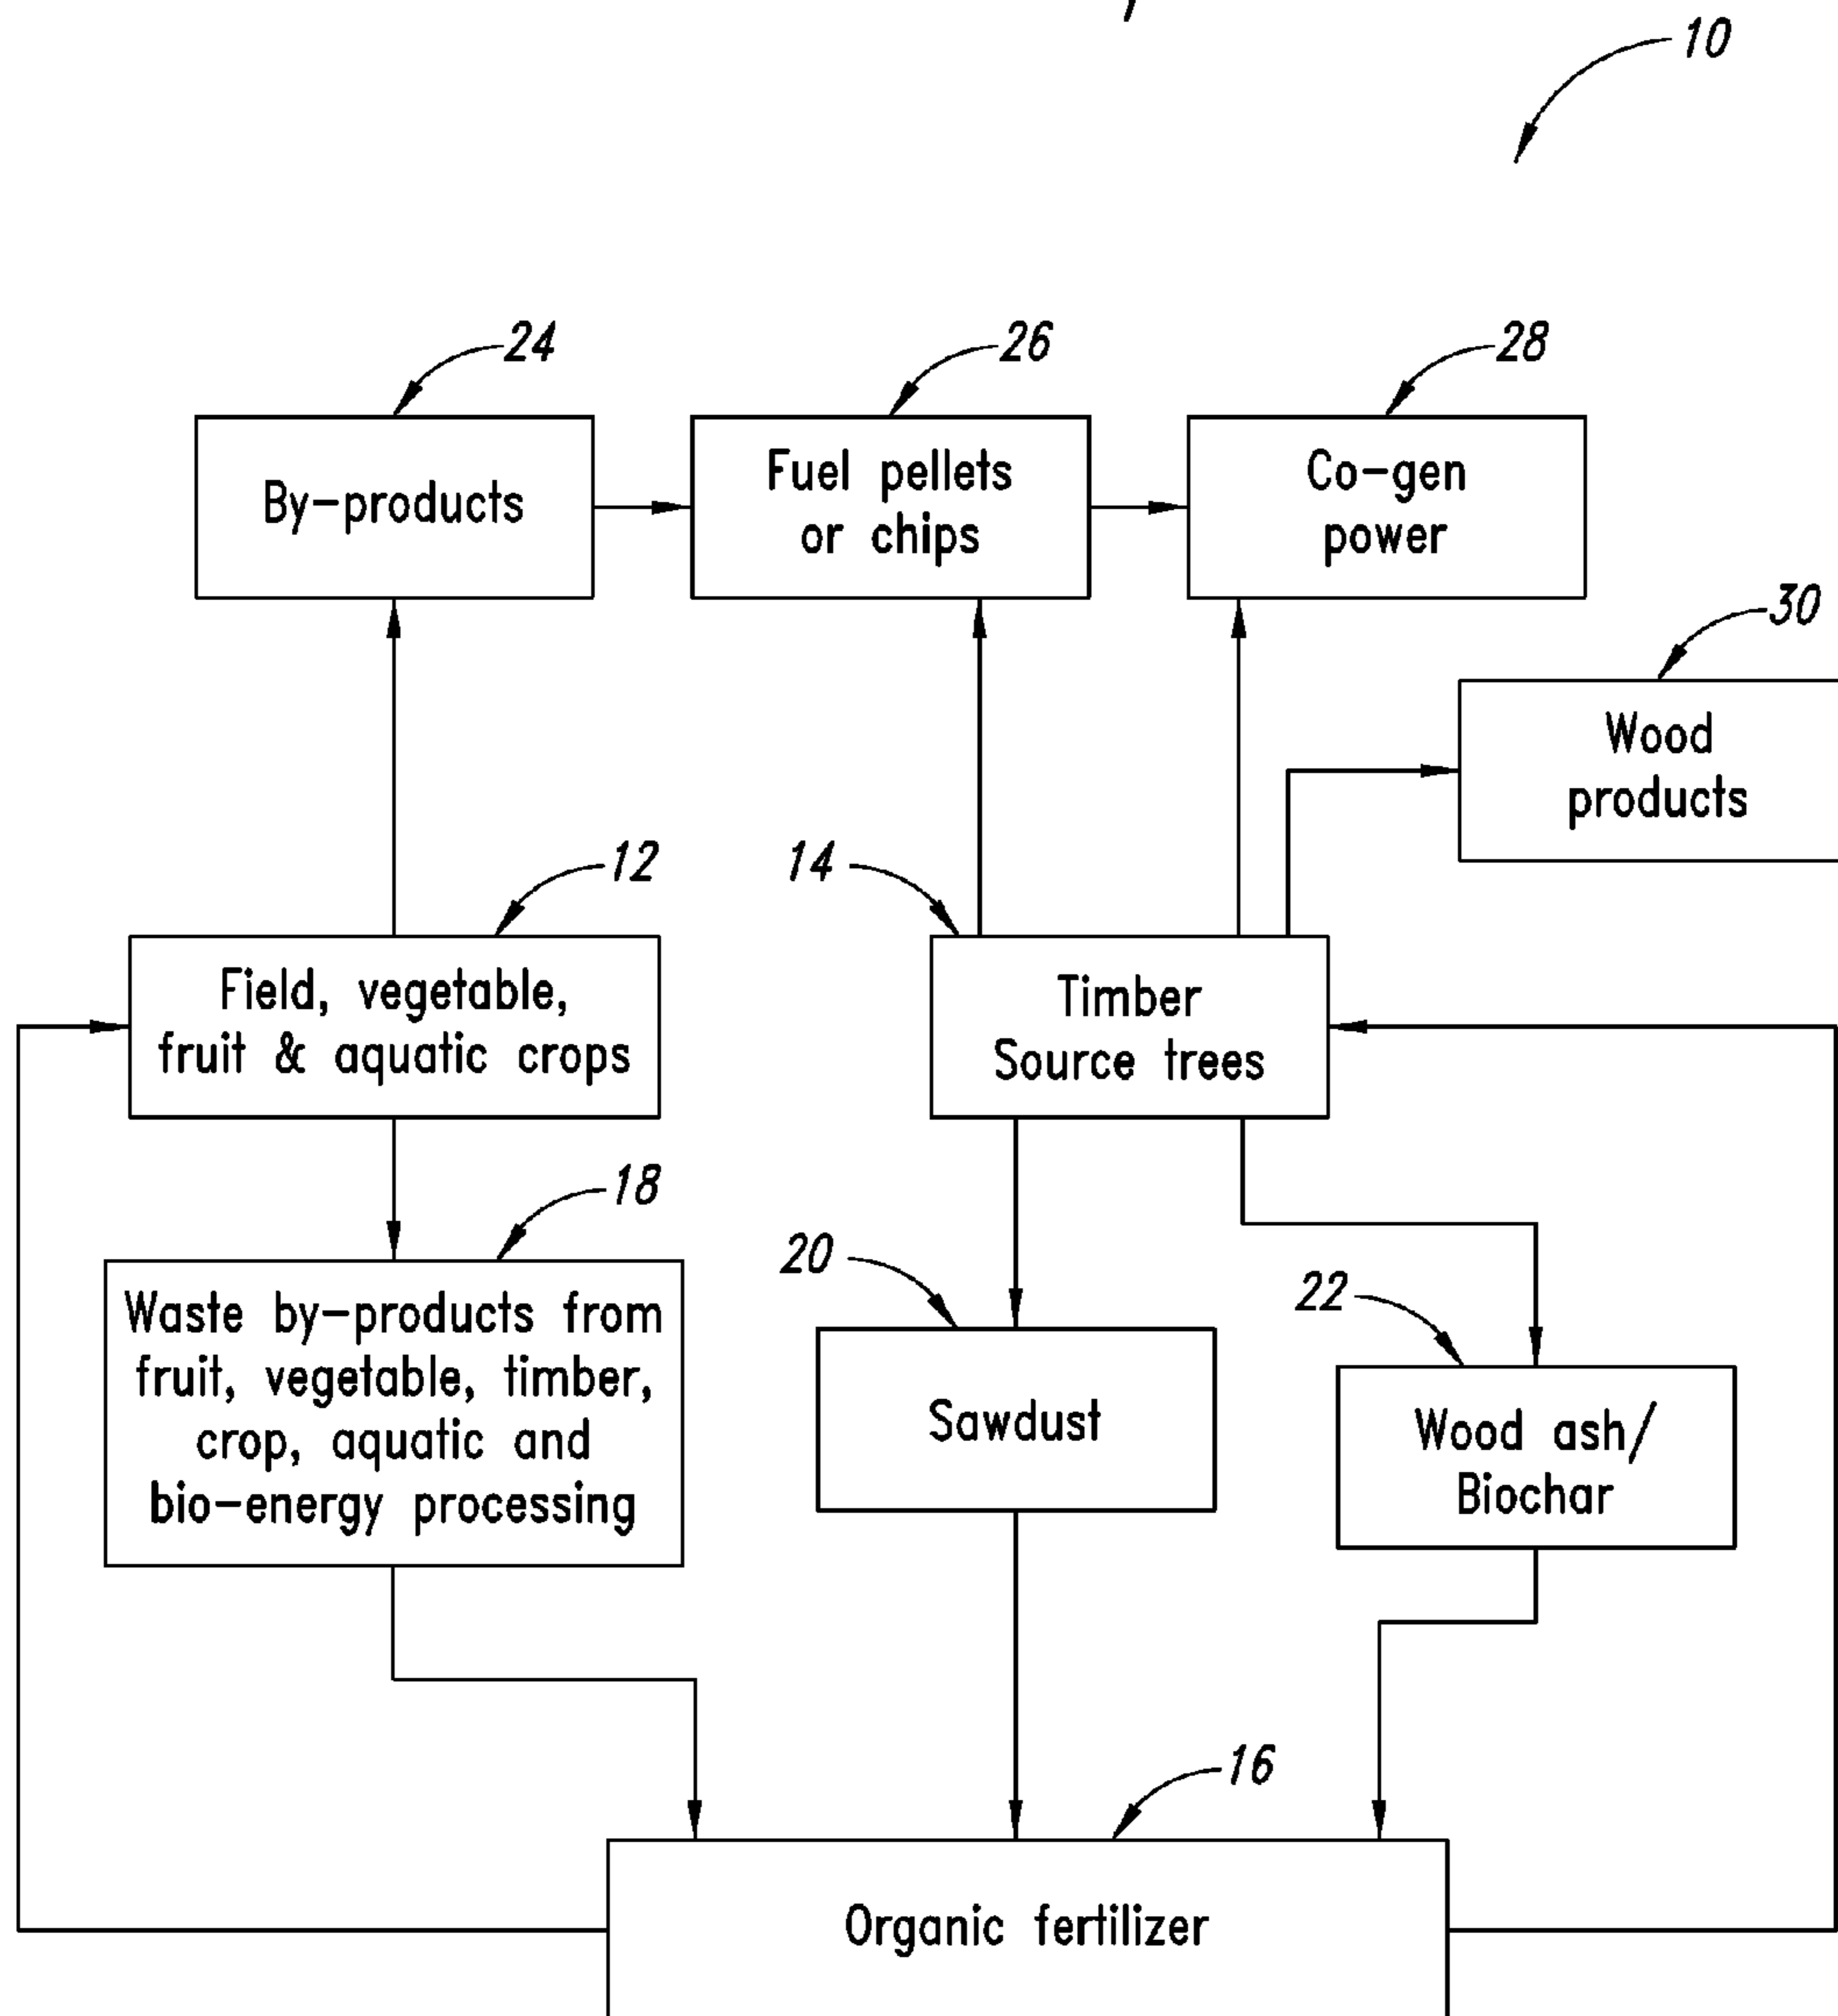 10
24
26
28
By-products
Fuel pellets
or chips
Co-gen
power
30
Wood
products
12
14
Field, vegetable,
fruit & aquatic crops
Timber
Source trees
18
20
22
Waste by-products from
fruit, vegetable, timber,
crop, aquatic and
bio-energy processing
Sawdust
Wood ash/
Biochar
16
Organic fertilizer